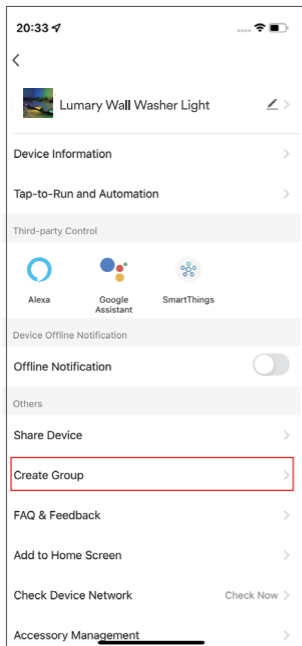 20:33
Lumary Wall Washer Light
Device Information
Tap-to-Run and Automation
Third-party Control
Alexa
Google
Assistant
SmartThings
Device Offline Notification
Offline Notification
Others
Share Device
Create Group
FAQ & Feedback
Add to Home Screen
Check Device Network
Check Now
Accessory Management